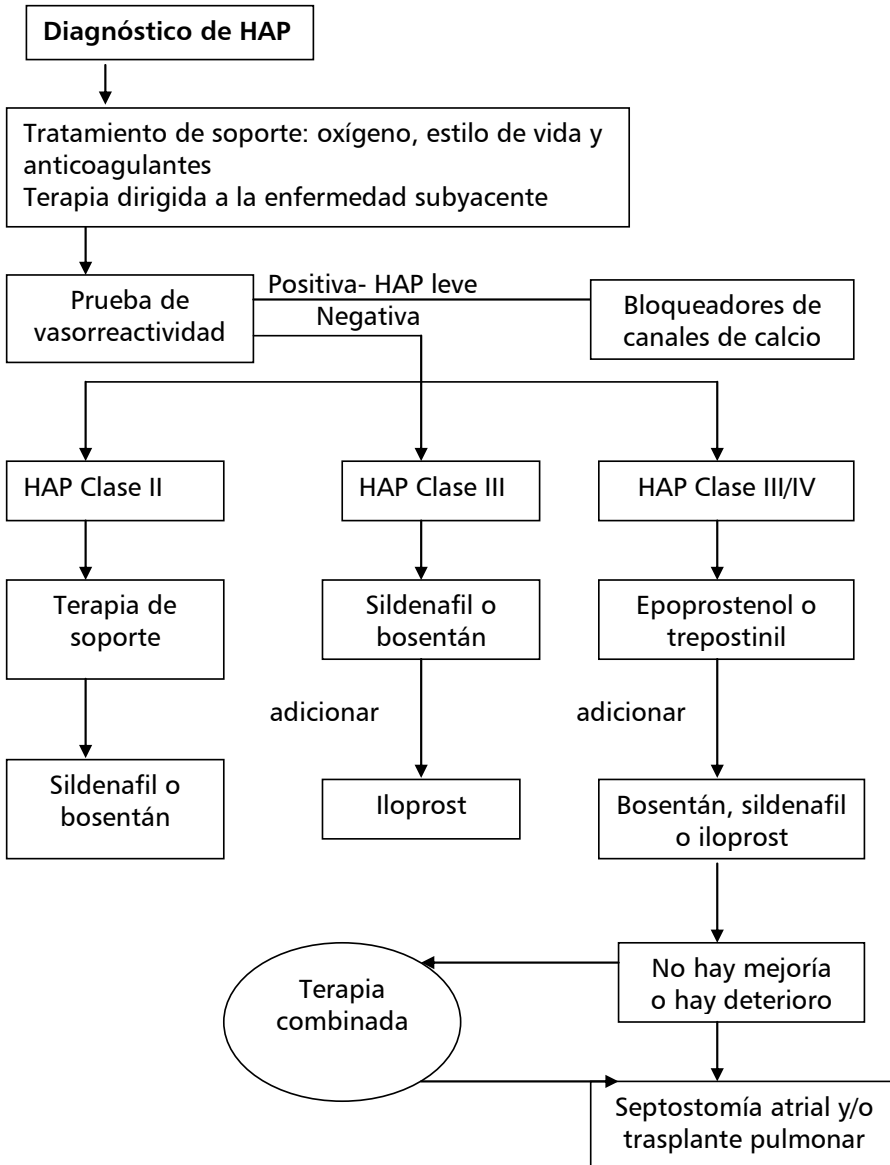 Diagnóstico de HAP
Tratamiento de soporte: oxígeno, estilo de vida y
anticoagulantes
Terapia dirigida a la enfermedad subyacente
Prueba de
vasorreactividad
Positiva- HAP leve
Negativa
Bloqueadores de
canales de calcio
HAP Clase II
HAP Clase III
HAP Clase III/IV
Terapia de
soporte
Sildenafil o
bosentán
Epoprostenol o
trepostinil
adicionar
adicionar
Sildenafil o
bosentán
Iloprost
Bosentán, sildenafil
o iloprost
Terapia
combinada
No hay mejoría
o hay deterioro
Septostomía atrial y/o
trasplante pulmonar